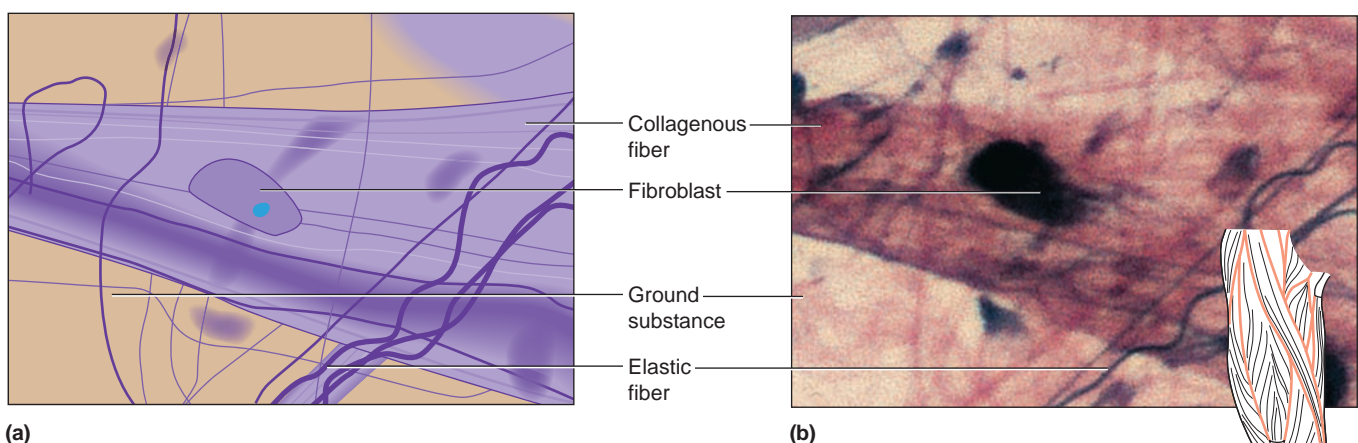 Collagenous
fiber
Fibroblast
Ground
substance
Elastic
fiber
(a)
(b)